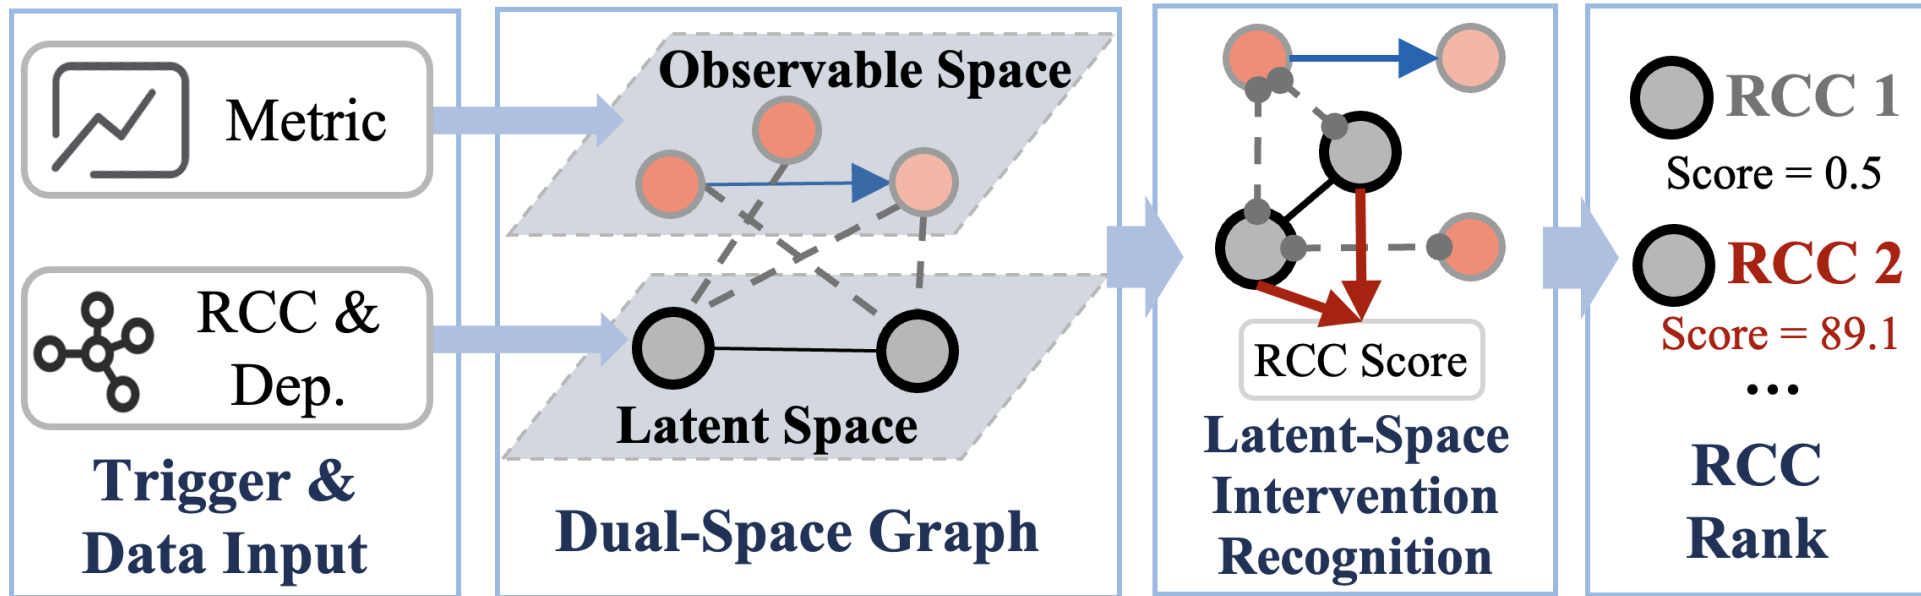 Metric
RCC &
Dep.
Trigger &
Data Input
Observable Space
Latent Space
Dual-Space Graph
RCC Score
Latent-Space
Intervention
Recognition
RCC 1
Score = 0.5
RCC 2
Score = 89.1
...
RCC
Rank